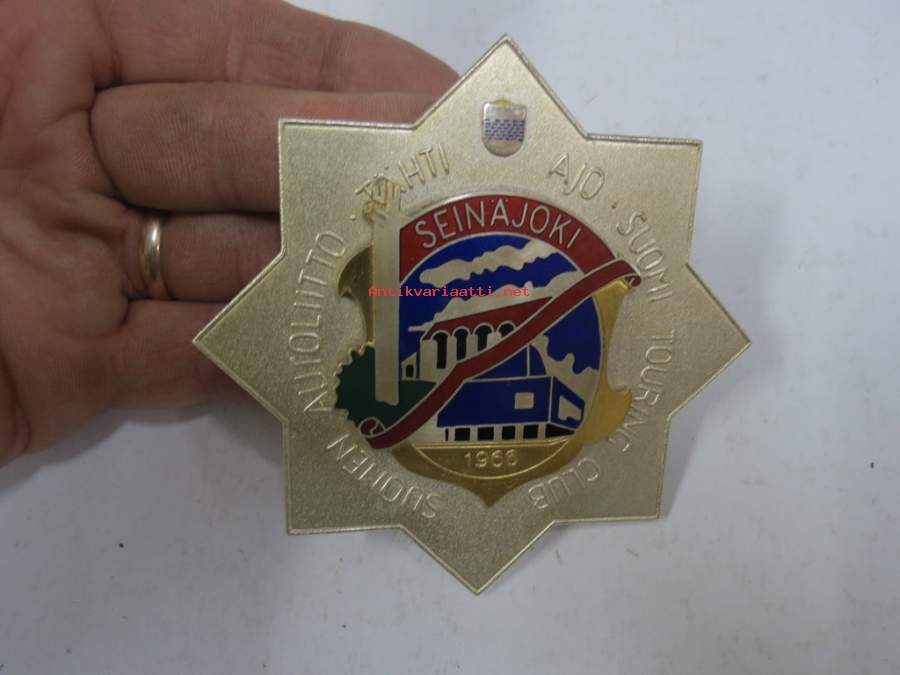 SUOMEN AUTOLIITTO · TÄHTI AJO · SUOMI TOURING CLUB
SEINÄJOKI
Antikvariaatti.net
1966